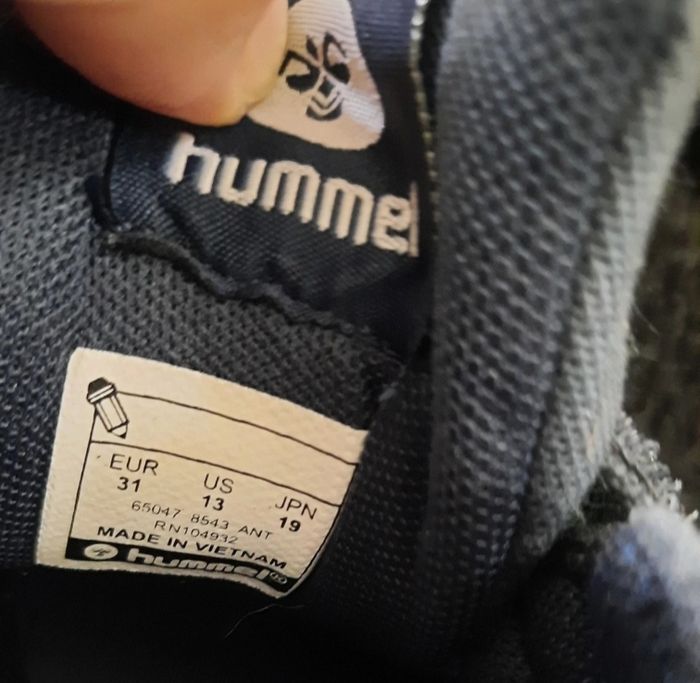 hummel
EUR US JPN
31 13 19
65047 8543 ANT
RN104932
MADE IN VIETNAM
hummel®